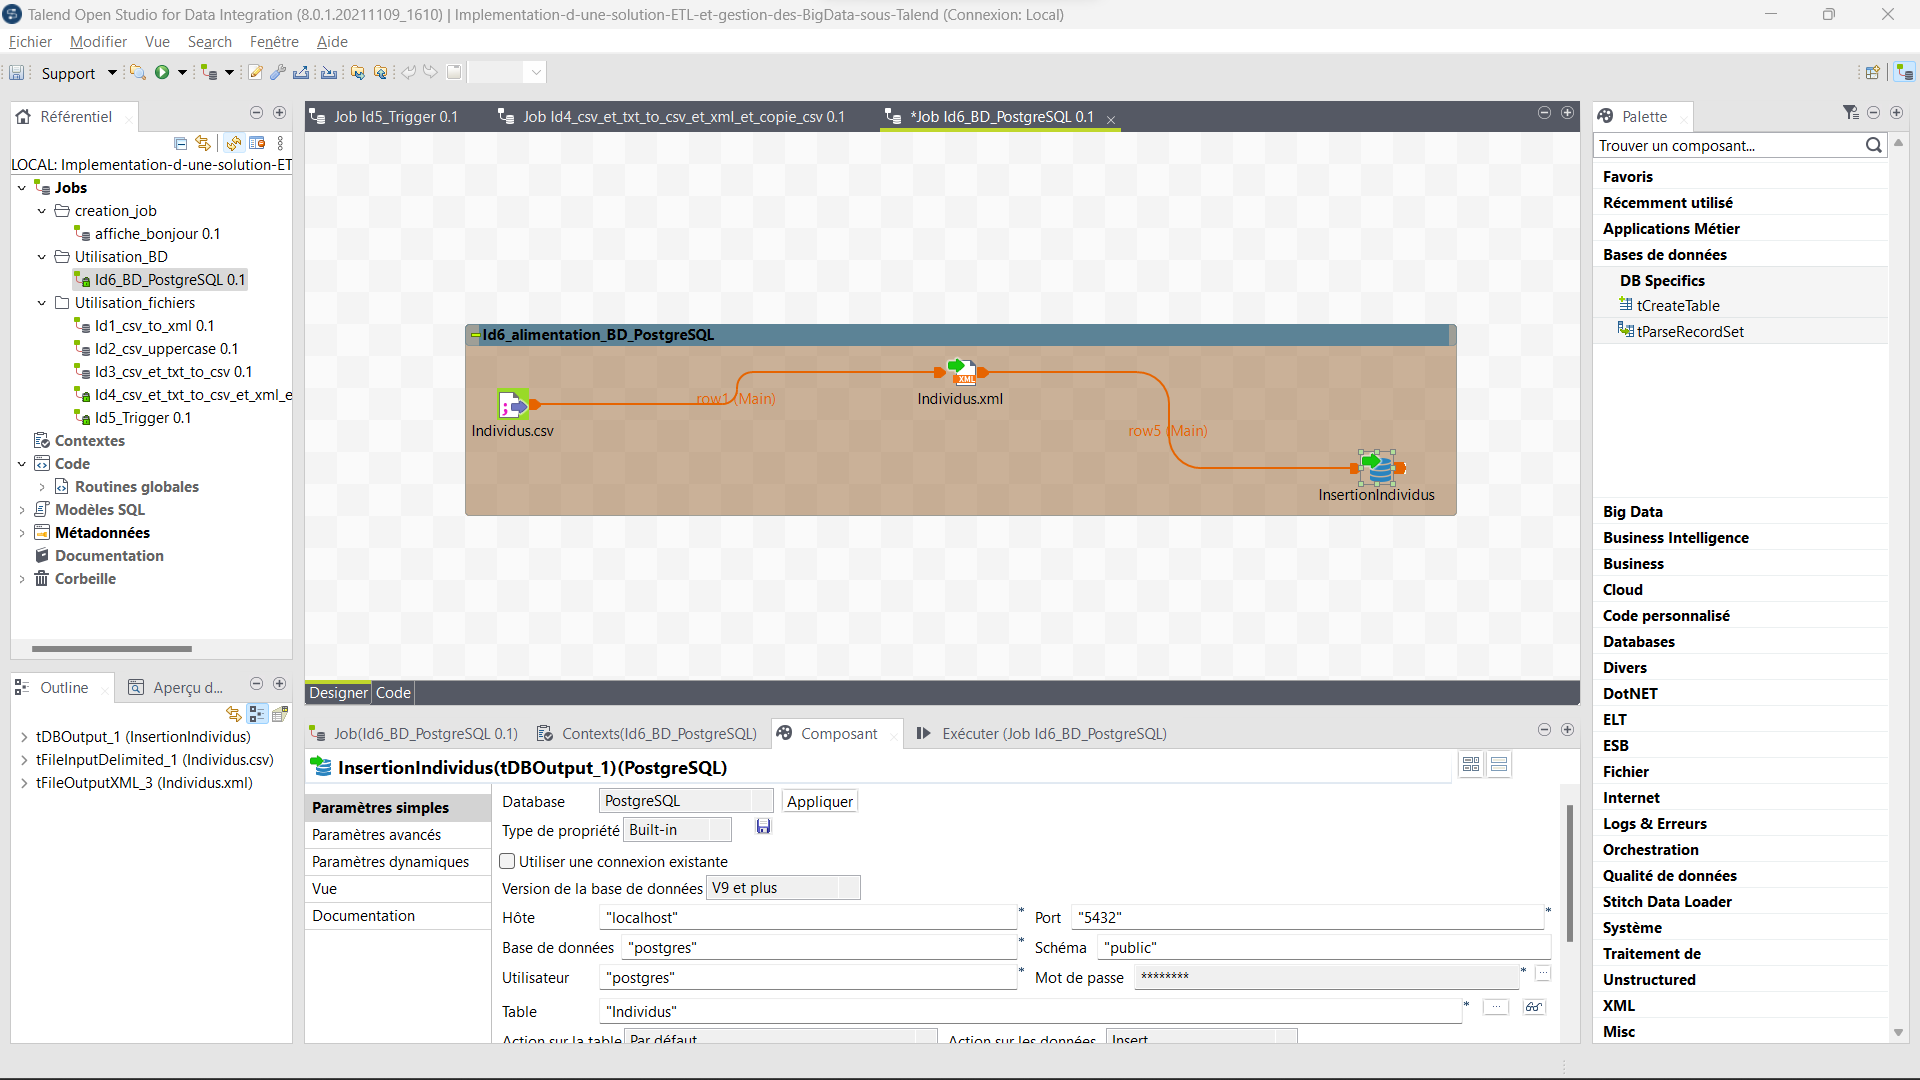 Talend Open Studio for Data Integration (8.0.1.20211109_1610) | Implementation-d-une-solution-ETL-et-gestion-des-BigData-sous-Talend (Connexion: Local)
Fichier Modifier Vue Search Fenêtre Aide
Support
Référentiel
LOCAL: Implementation-d-une-solution-ET
Jobs
creation_job
affiche_bonjour 0.1
Utilisation_BD
Id6_BD_PostgreSQL 0.1
Utilisation_fichiers
Id1_csv_to_xml 0.1
Id2_csv_uppercase 0.1
Id3_csv_et_txt_to_csv 0.1
Id4_csv_et_txt_to_csv_et_xml_e
Id5_Trigger 0.1
Contextes
Code
Routines globales
Modèles SQL
Métadonnées
Documentation
Corbeille
Outline Aperçu d...
tDBOutput_1 (InsertionIndividus)
tFileInputDelimited_1 (Individus.csv)
tFileOutputXML_3 (Individus.xml)
Job Id5_Trigger 0.1 Job Id4_csv_et_txt_to_csv_et_xml_et_copie_csv 0.1 *Job Id6_BD_PostgreSQL 0.1
Id6_alimentation_BD_PostgreSQL
XML
row1 (Main)
Individus.xml
Individus.csv
row5 (Main)
InsertionIndividus
Designer Code
Job(Id6_BD_PostgreSQL 0.1) Contexts(Id6_BD_PostgreSQL) Composant Exécuter (Job Id6_BD_PostgreSQL)
InsertionIndividus(tDBOutput_1)(PostgreSQL)
Paramètres simples
Paramètres avancés
Paramètres dynamiques
Vue
Documentation
Database PostgreSQL Appliquer
Type de propriété Built-in
Utiliser une connexion existante
Version de la base de données V9 et plus
Hôte "localhost" * Port "5432" *
Base de données "postgres" * Schéma "public"
Utilisateur "postgres" * Mot de passe ******** * ...
Table "Individus" * ...
Action sur la table Par défaut Action sur les données Insert
Palette
Trouver un composant...
Favoris
Récemment utilisé
Applications Métier
Bases de données
DB Specifics
tCreateTable
tParseRecordSet
Big Data
Business Intelligence
Business
Cloud
Code personnalisé
Databases
Divers
DotNET
ELT
ESB
Fichier
Internet
Logs & Erreurs
Orchestration
Qualité de données
Stitch Data Loader
Système
Traitement de
Unstructured
XML
Misc